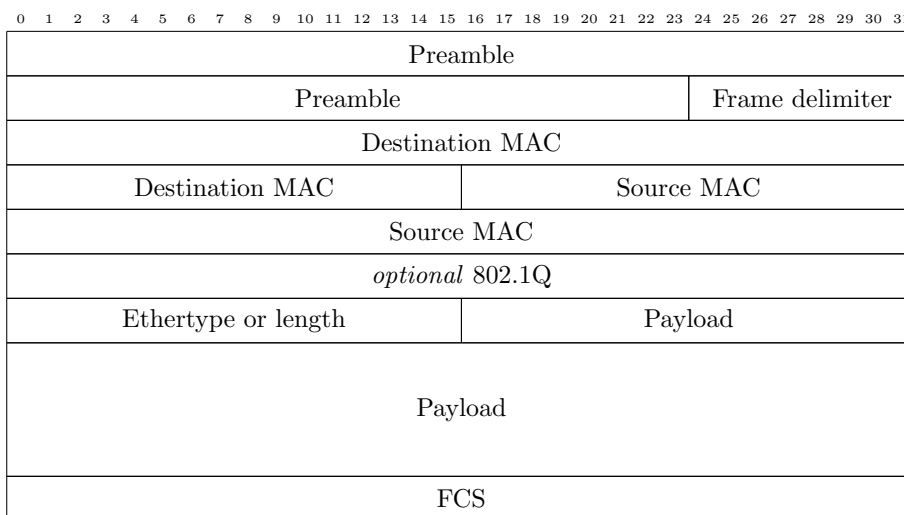 0 1 2 3 4 5 6 7 8 9 10 11 12 13 14 15 16 17 18 19 20 21 22 23 24 25 26 27 28 29 30 31
Preamble
Preamble Frame delimiter
Destination MAC
Destination MAC Source MAC
Source MAC
optional 802.1Q
Ethertype or length Payload
Payload
FCS